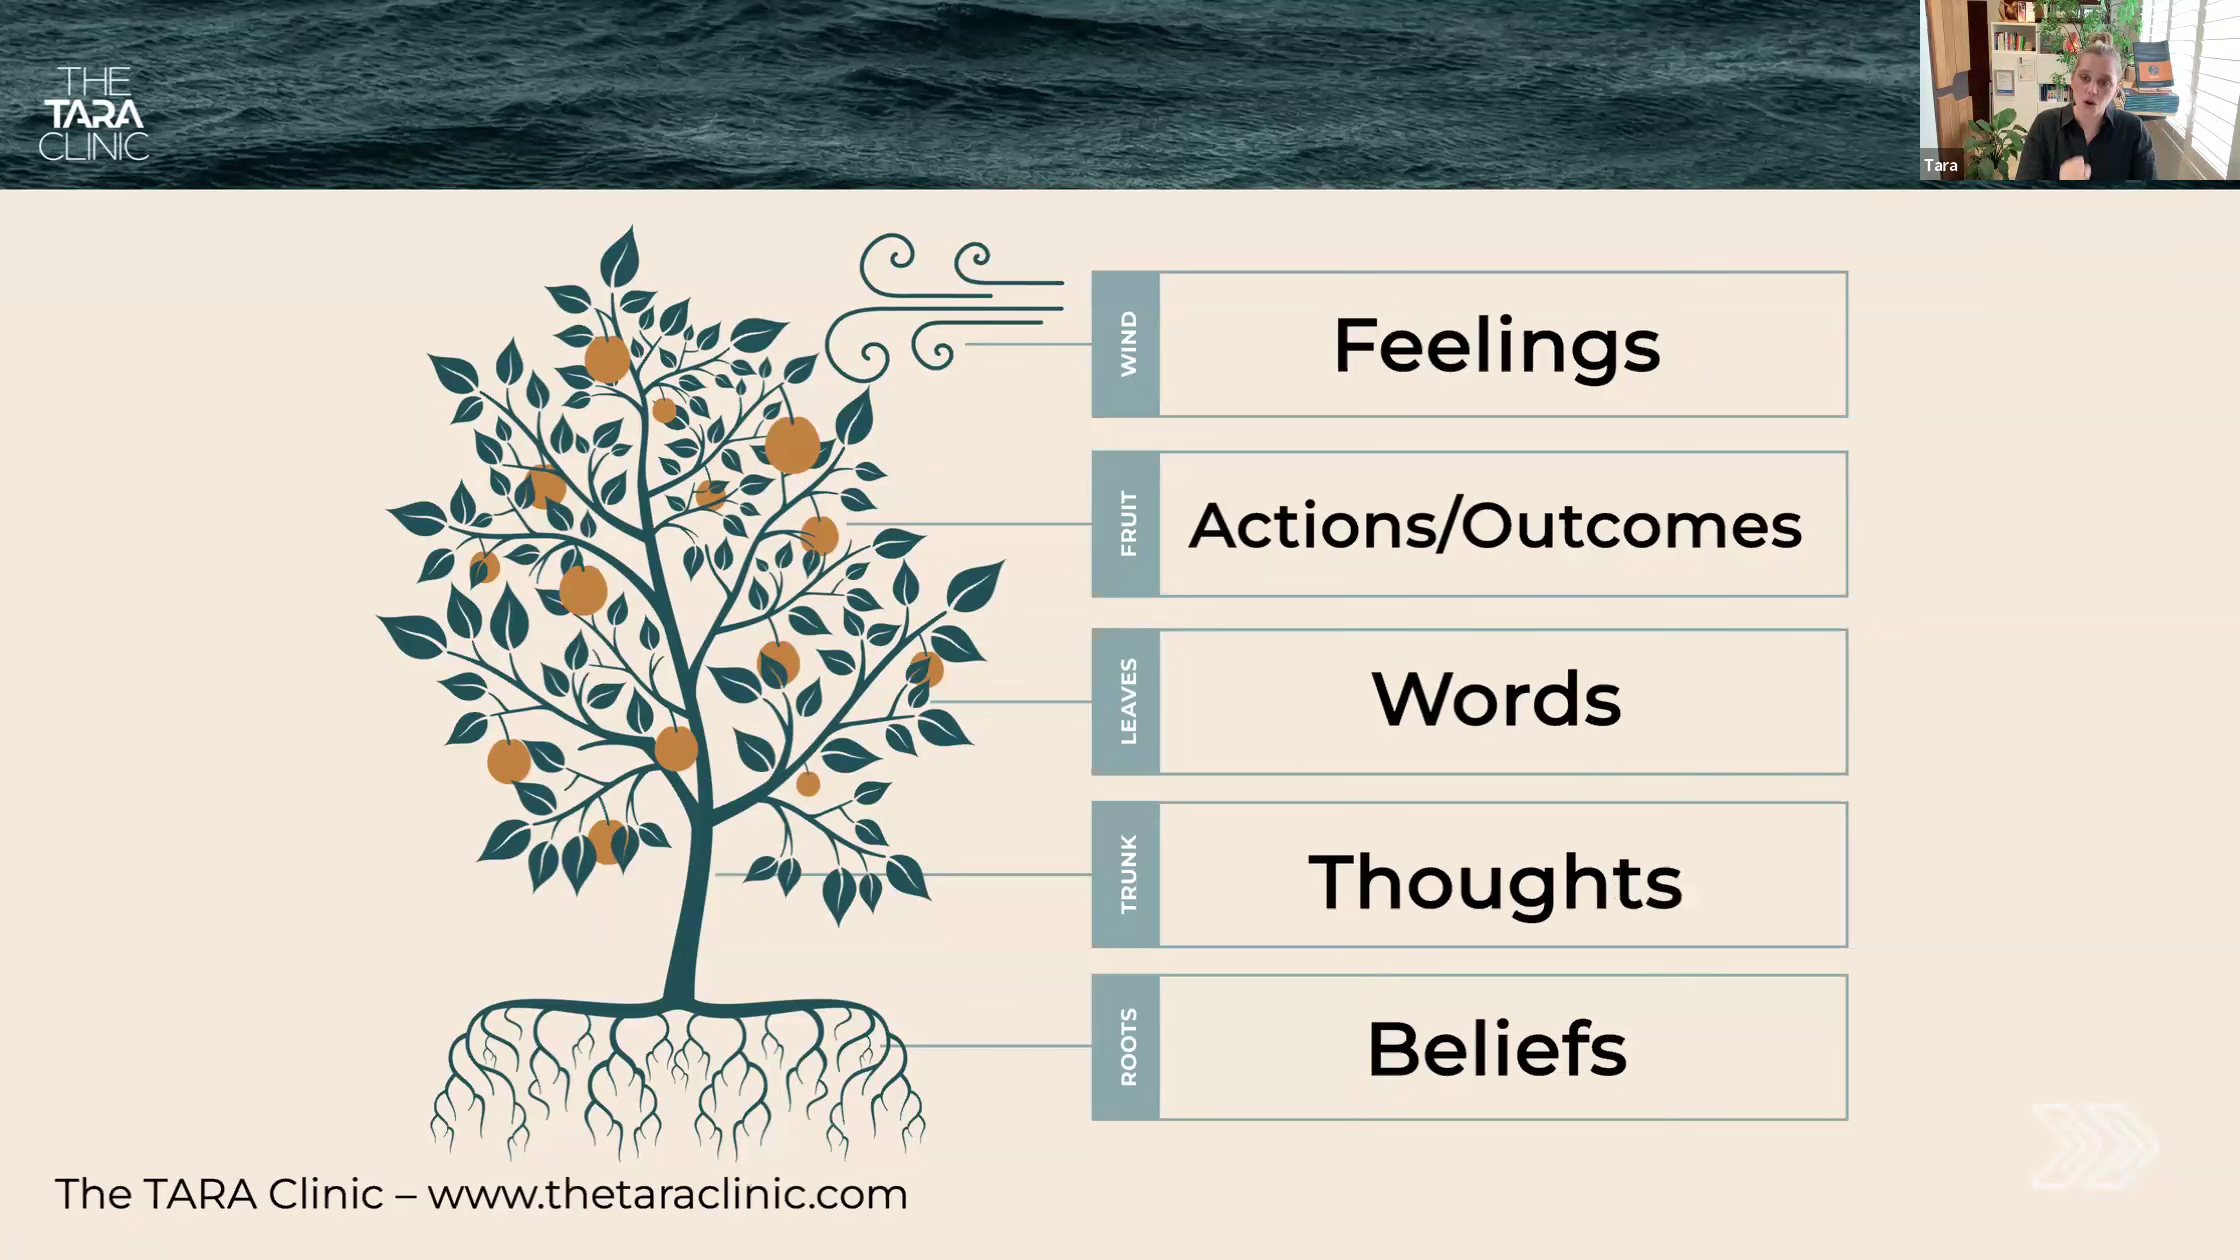 THE
TARA
CLINIC
Tara
WIND
Feelings
FRUIT
Actions/Outcomes
LEAVES
Words
TRUNK
Thoughts
ROOTS
Beliefs
The TARA Clinic – www.thetaraclinic.com